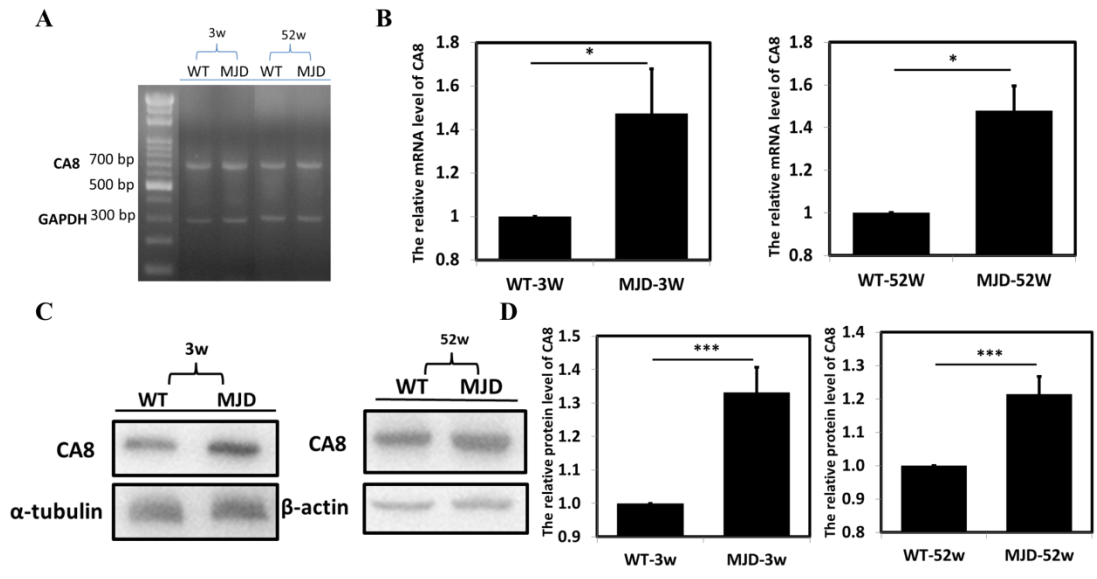 A
3w
52w
WT MJD WT MJD
CA8 700 bp
500 bp
GAPDH 300 bp
B
The relative mRNA level of CA8
1.8
1.6
1.4
1.2
1
0.8
*
WT-3W MJD-3W
The relative mRNA level of CA8
1.8
1.6
1.4
1.2
1
0.8
*
WT-52W MJD-52W
C
3w
WT MJD
CA8
α-tubulin
52w
WT MJD
CA8
β-actin
D
The relative protein level of CA8
1.5
1.4
1.3
1.2
1.1
1.0
0.9
***
WT-3w MJD-3w
The relative protein level of CA8
1.4
1.3
1.2
1.1
1.0
0.9
0.8
***
WT-52w MJD-52w